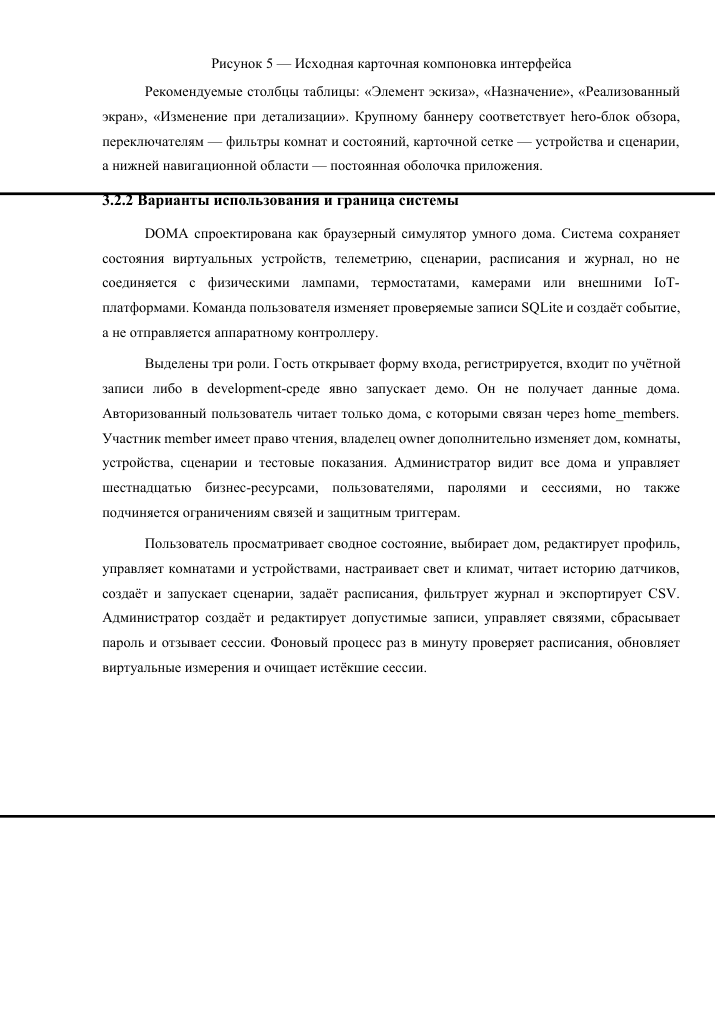 Рисунок 5 — Исходная карточная компоновка интерфейса
Рекомендуемые столбцы таблицы: «Элемент эскиза», «Назначение», «Реализованный
экран», «Изменение при детализации». Крупному баннеру соответствует hero-блок обзора,
переключателям — фильтры комнат и состояний, карточной сетке — устройства и сценарии,
а нижней навигационной области — постоянная оболочка приложения.
3.2.2 Варианты использования и граница системы
DOMA спроектирована как браузерный симулятор умного дома. Система сохраняет
состояния виртуальных устройств, телеметрию, сценарии, расписания и журнал, но не
соединяется с физическими лампами, термостатами, камерами или внешними IoT-
платформами. Команда пользователя изменяет проверяемые записи SQLite и создаёт событие,
а не отправляется аппаратному контроллеру.
Выделены три роли. Гость открывает форму входа, регистрируется, входит по учётной
записи либо в development-среде явно запускает демо. Он не получает данные дома.
Авторизованный пользователь читает только дома, с которыми связан через home_members.
Участник member имеет право чтения, владелец owner дополнительно изменяет дом, комнаты,
устройства, сценарии и тестовые показания. Администратор видит все дома и управляет
шестнадцатью бизнес-ресурсами, пользователями, паролями и сессиями, но также
подчиняется ограничениям связей и защитным триггерам.
Пользователь просматривает сводное состояние, выбирает дом, редактирует профиль,
управляет комнатами и устройствами, настраивает свет и климат, читает историю датчиков,
создаёт и запускает сценарии, задаёт расписания, фильтрует журнал и экспортирует CSV.
Администратор создаёт и редактирует допустимые записи, управляет связями, сбрасывает
пароль и отзывает сессии. Фоновый процесс раз в минуту проверяет расписания, обновляет
виртуальные измерения и очищает истёкшие сессии.